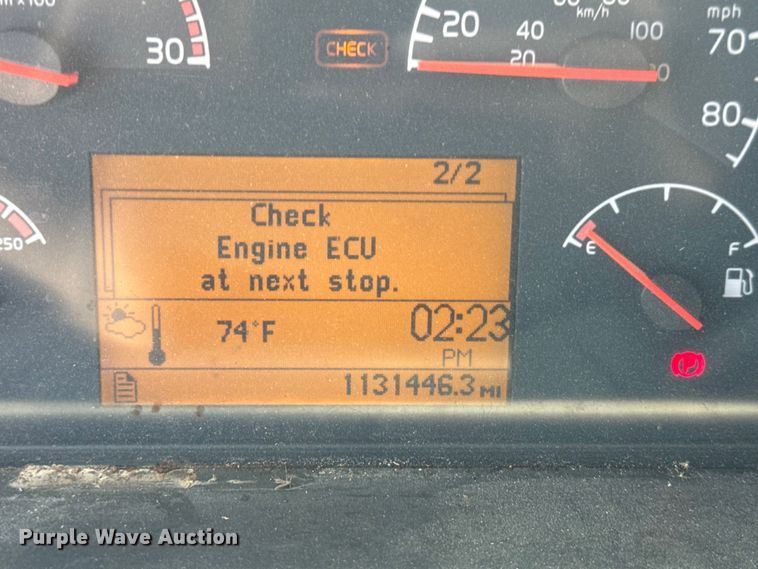 30
CHECK
20
40
100
km/h
20
mph
70
80
2/2
Check
Engine ECU
at next stop.
250
E
F
74°F
02:23
PM
1131446.3 MI
Purple Wave Auction